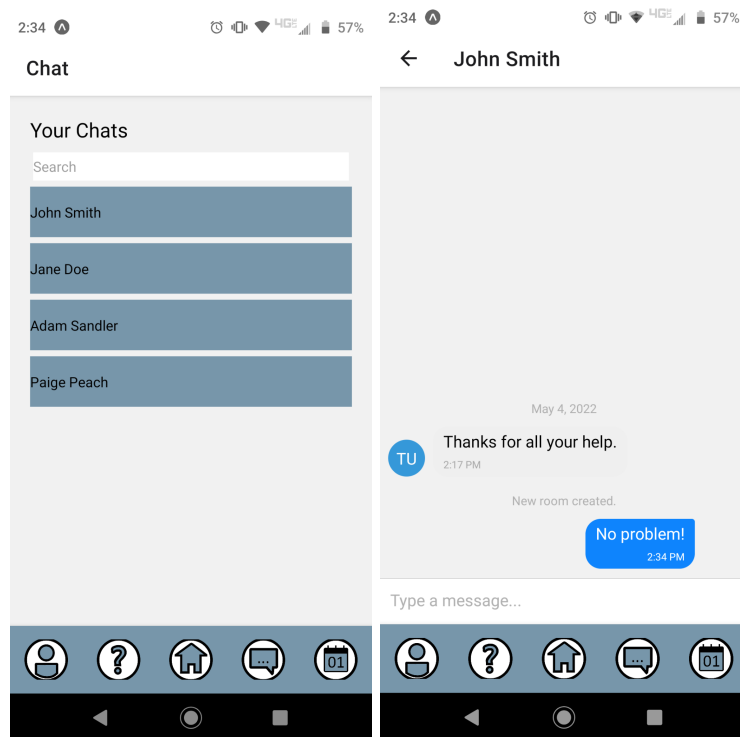 2:34
4G
57%
Chat
Your Chats
Search
John Smith
Jane Doe
Adam Sandler
Paige Peach
?
...
01
2:34
4G
57%
John Smith
May 4, 2022
TU
Thanks for all your help.
2:17 PM
New room created.
No problem!
2:34 PM
Type a message...
?
...
01